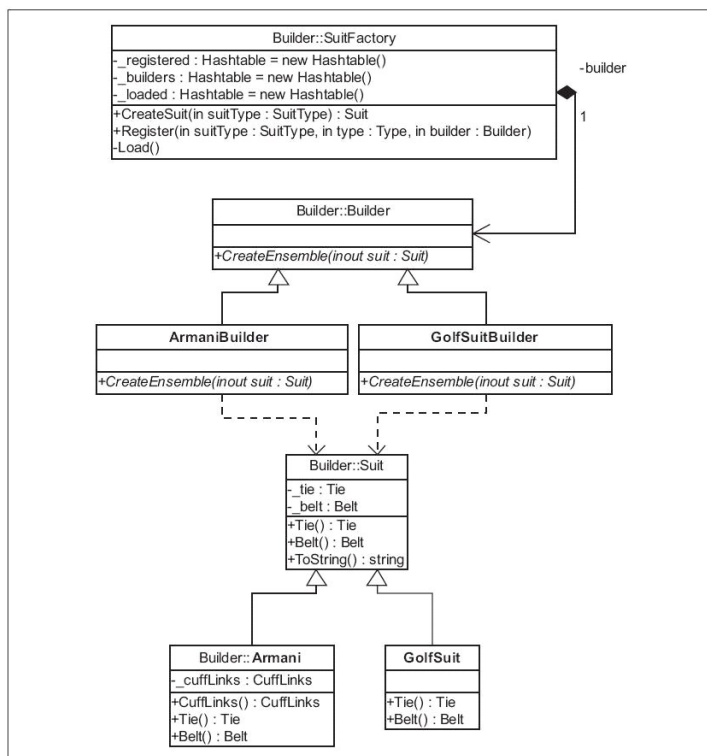 Builder::SuitFactory
-_registered : Hashtable = new Hashtable()
-_builders : Hashtable = new Hashtable()
-_loaded : Hashtable = new Hashtable()
+CreateSuit(in suitType : SuitType) : Suit
+Register(in suitType : SuitType, in type : Type, in builder : Builder)
-Load()
-builder
1
Builder::Builder
+CreateEnsemble(inout suit : Suit)
ArmaniBuilder
+CreateEnsemble(inout suit : Suit)
GolfSuitBuilder
+CreateEnsemble(inout suit : Suit)
Builder::Suit
-_tie : Tie
-_belt : Belt
+Tie() : Tie
+Belt() : Belt
+ToString() : string
Builder::Armani
-_cuffLinks : CuffLinks
+CuffLinks() : CuffLinks
+Tie() : Tie
+Belt() : Belt
GolfSuit
+Tie() : Tie
+Belt() : Belt